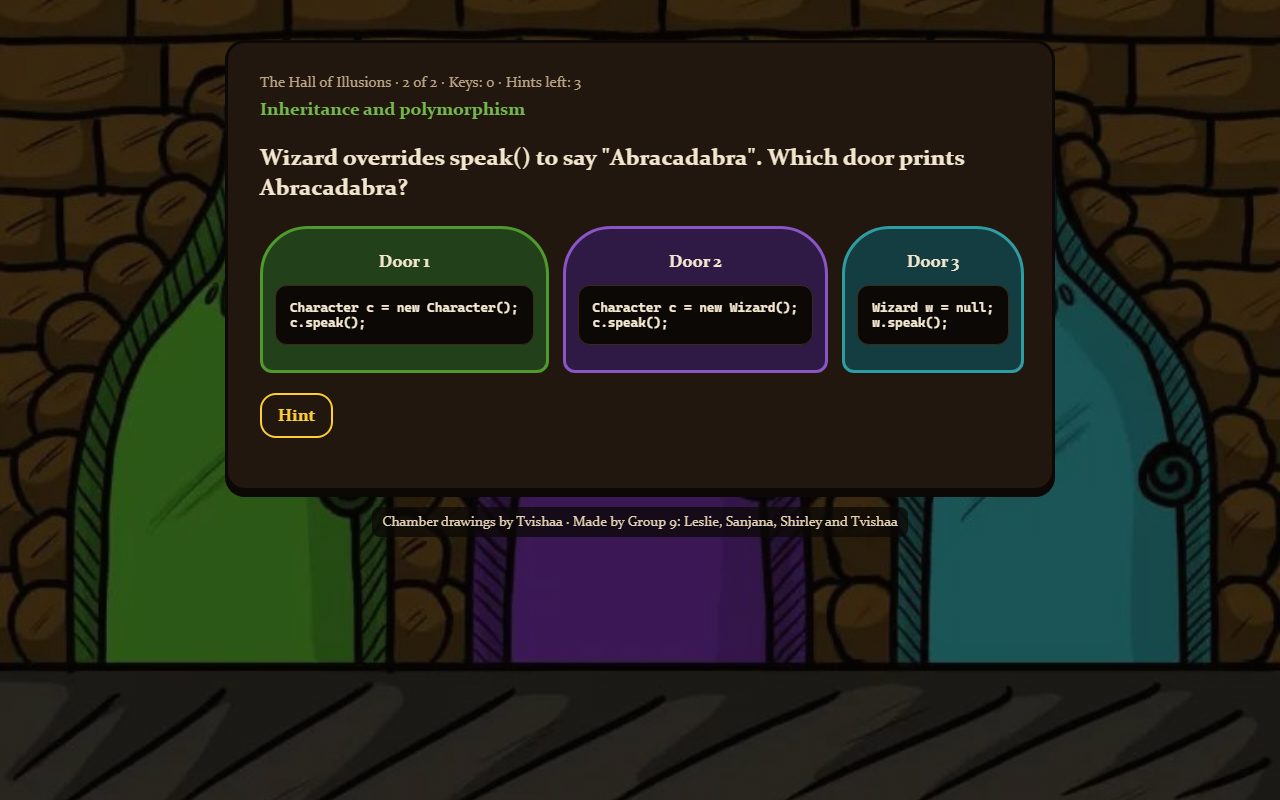 The Hall of Illusions · 2 of 2 · Keys: 0 · Hints left: 3
Inheritance and polymorphism
Wizard overrides speak() to say "Abracadabra". Which door prints
Abracadabra?
Door 1
Character c = new Character();
c.speak();
Door 2
Character c = new Wizard();
c.speak();
Door 3
Wizard w = null;
w.speak();
Hint
Chamber drawings by Tvishaa · Made by Group 9: Leslie, Sanjana, Shirley and Tvishaa